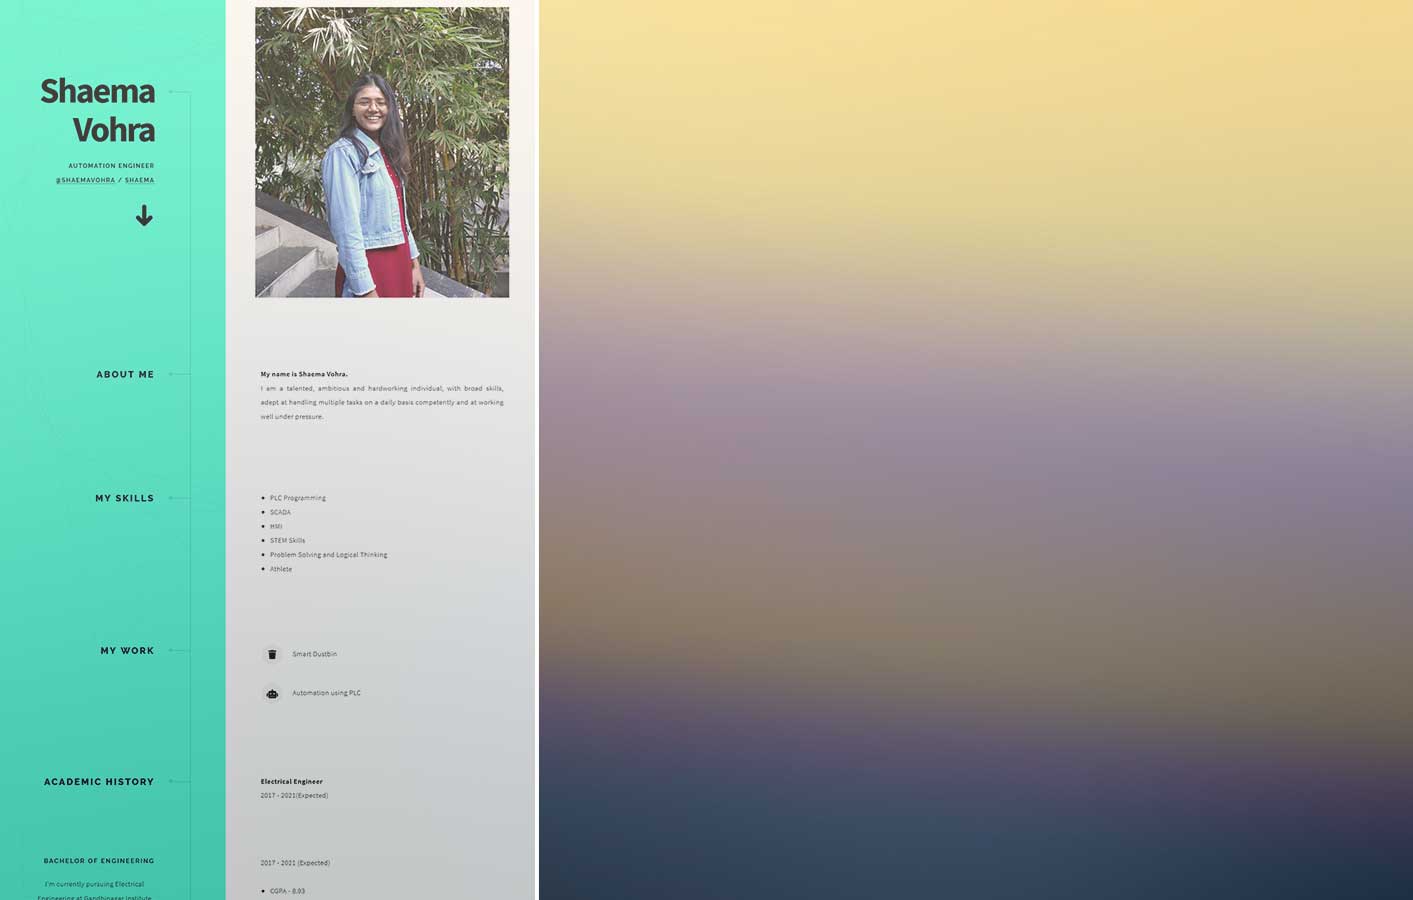 Shaema
Vohra
AUTOMATION ENGINEER
@SHAEMAVOHRA / SHAEMA
ABOUT ME
My name is Shaema Vohra.
I am a talented, ambitious and hardworking individual, with broad skills,
adept at handling multiple tasks on a daily basis competently and at working
well under pressure.
MY SKILLS
PLC Programming
SCADA
HMI
STEM Skills
Problem Solving and Logical Thinking
Athlete
MY WORK
Smart Dustbin
Automation using PLC
ACADEMIC HISTORY
Electrical Engineer
2017 - 2021(Expected)
BACHELOR OF ENGINEERING
I'm currently pursuing Electrical
Engineering at Gandhinagar Institute
2017 - 2021 (Expected)
CGPA - 8.93